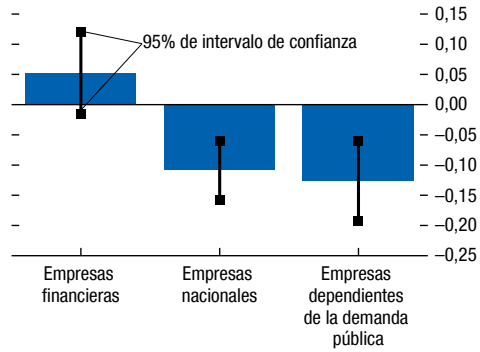 0,15
0,10
95% de intervalo de confianza
0,05
0,00
–0,05
–0,10
–0,15
–0,20
–0,25
Empresas
financieras
Empresas
nacionales
Empresas
dependientes
de la demanda
pública